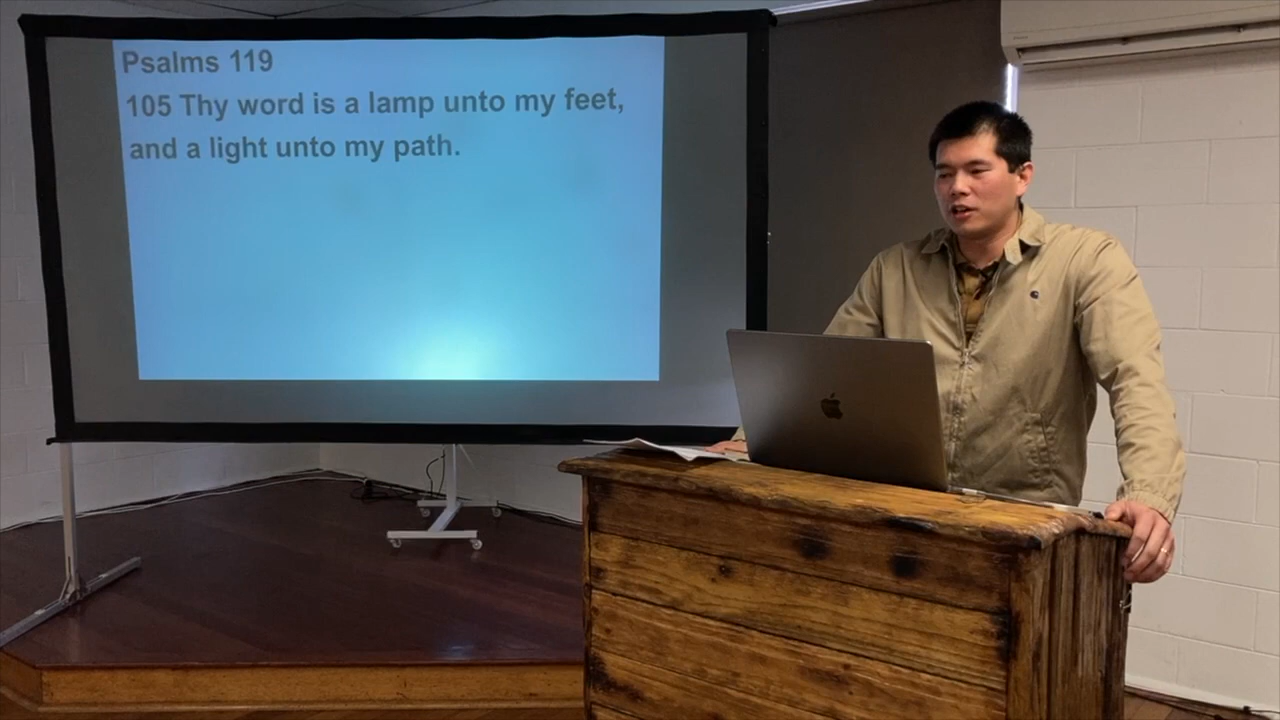 Psalms 119
105 Thy word is a lamp unto my feet,
and a light unto my path.